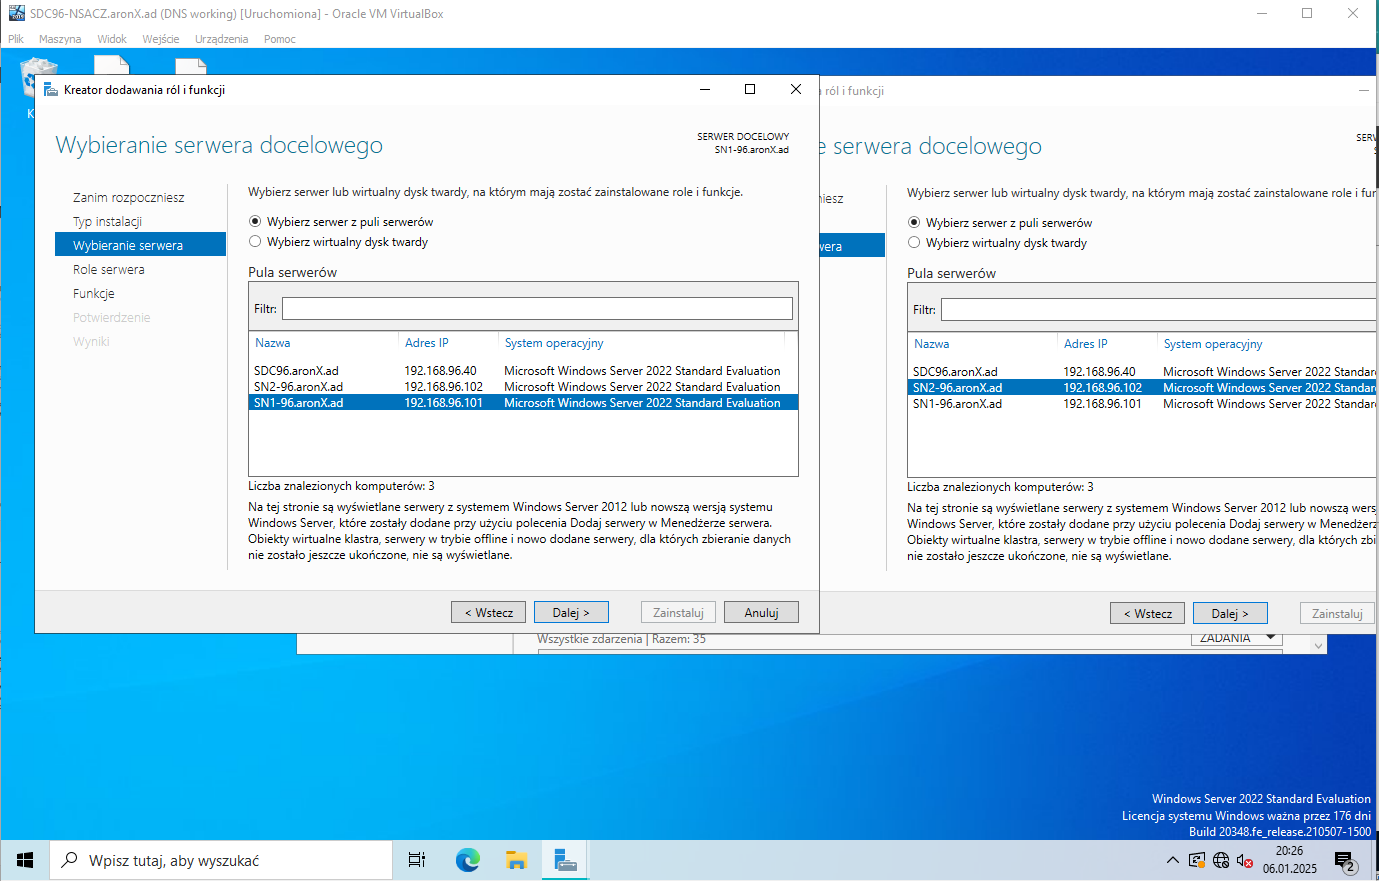 SDC96-NSACZ.aronX.ad (DNS working) [Uruchomiona] - Oracle VM VirtualBox
Plik Maszyna Widok Wejście Urządzenia Pomoc
Kreator dodawania ról i funkcji
Wybieranie serwera docelowego
SERWER DOCELOWY
SN1-96.aronX.ad
Zanim rozpoczniesz
Typ instalacji
Wybieranie serwera
Role serwera
Funkcje
Potwierdzenie
Wyniki
Wybierz serwer lub wirtualny dysk twardy, na którym mają zostać zainstalowane role i funkcje.
Wybierz serwer z puli serwerów
Wybierz wirtualny dysk twardy
Pula serwerów
Filtr:
Nazwa Adres IP System operacyjny
SDC96.aronX.ad 192.168.96.40 Microsoft Windows Server 2022 Standard Evaluation
SN2-96.aronX.ad 192.168.96.102 Microsoft Windows Server 2022 Standard Evaluation
SN1-96.aronX.ad 192.168.96.101 Microsoft Windows Server 2022 Standard Evaluation
Liczba znalezionych komputerów: 3
Na tej stronie są wyświetlane serwery z systemem Windows Server 2012 lub nowszą wersją systemu
Windows Server, które zostały dodane przy użyciu polecenia Dodaj serwery w Menedżerze serwera.
Obiekty wirtualne klastra, serwery w trybie offline i nowo dodane serwery, dla których zbieranie danych
nie zostało jeszcze ukończone, nie są wyświetlane.
< Wstecz Dalej > Zainstaluj Anuluj
ról i funkcji
e serwera docelowego
SERW
S
niesz
wera
Wybierz serwer lub wirtualny dysk twardy, na którym mają zostać zainstalowane role i fun
Wybierz serwer z puli serwerów
Wybierz wirtualny dysk twardy
Pula serwerów
Filtr:
Nazwa Adres IP System operacyjny
SDC96.aronX.ad 192.168.96.40 Microsoft Windows Server 2022 Standar
SN2-96.aronX.ad 192.168.96.102 Microsoft Windows Server 2022 Standar
SN1-96.aronX.ad 192.168.96.101 Microsoft Windows Server 2022 Standar
Liczba znalezionych komputerów: 3
Na tej stronie są wyświetlane serwery z systemem Windows Server 2012 lub nowszą wers
Windows Server, które zostały dodane przy użyciu polecenia Dodaj serwery w Menedżerz
Obiekty wirtualne klastra, serwery w trybie offline i nowo dodane serwery, dla których zbi
nie zostało jeszcze ukończone, nie są wyświetlane.
< Wstecz Dalej > Zainstaluj
Wszystkie zdarzenia | Razem: 35
ZADANIA
K
Windows Server 2022 Standard Evaluation
Licencja systemu Windows ważna przez 176 dni
Build 20348.fe_release.210507-1500
Wpisz tutaj, aby wyszukać
20:26
06.01.2025
2